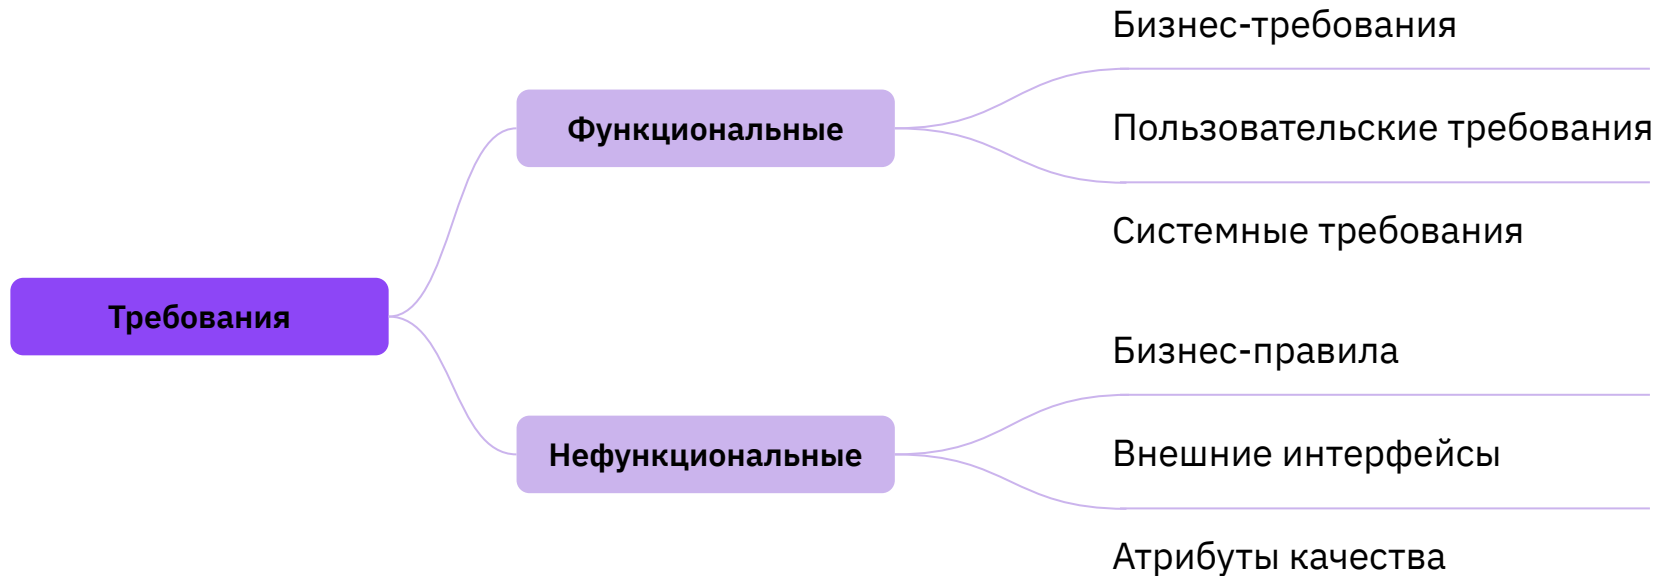 Бизнес-требования
Функциональные
Пользовательские требования
Системные требования
Требования
Бизнес-правила
Нефункциональные
Внешние интерфейсы
Атрибуты качества